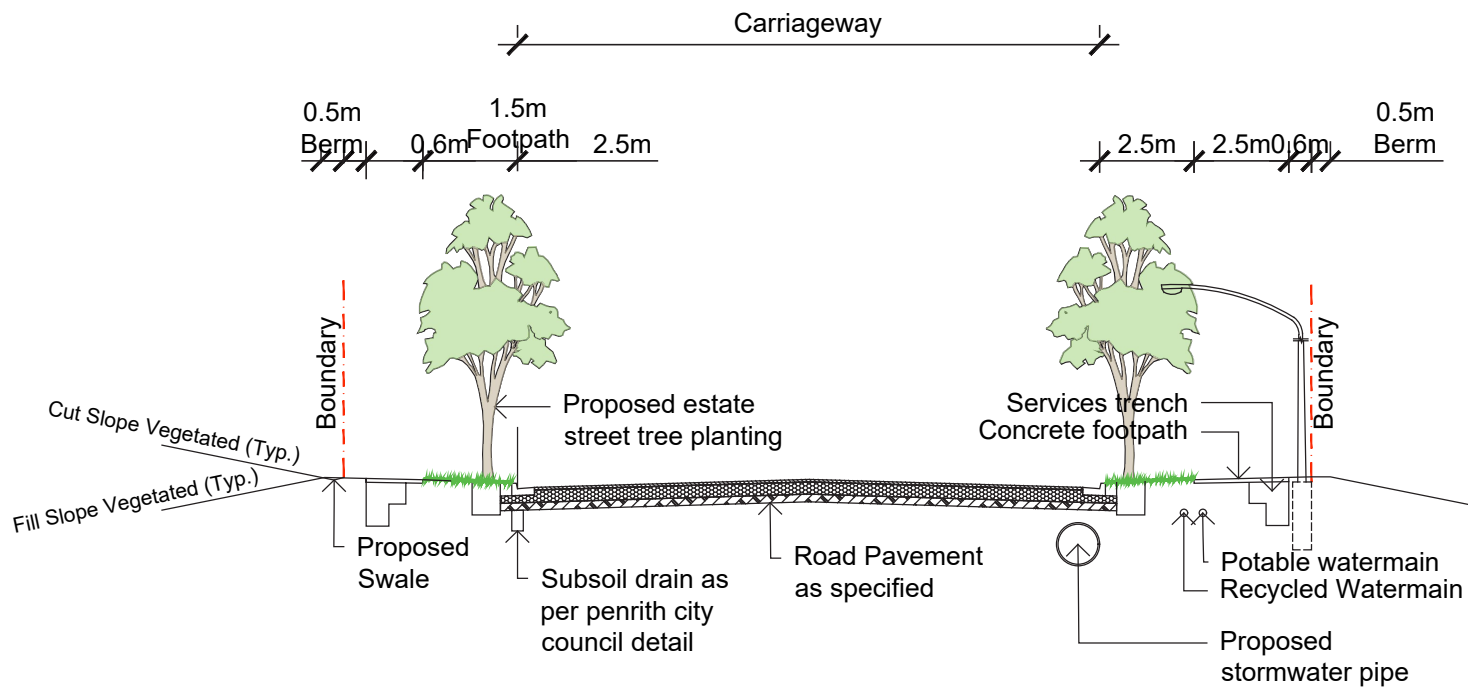 Carriageway
0.5m
Berm
0.6m
1.5m
Footpath
2.5m
2.5m
2.5m
0.6m
0.5m
Berm
Boundary
Boundary
Cut Slope Vegetated (Typ.)
Fill Slope Vegetated (Typ.)
Proposed estate
street tree planting
Services trench
Concrete footpath
Proposed
Swale
Subsoil drain as
per penrith city
council detail
Road Pavement
as specified
Potable watermain
Recycled Watermain
Proposed
stormwater pipe